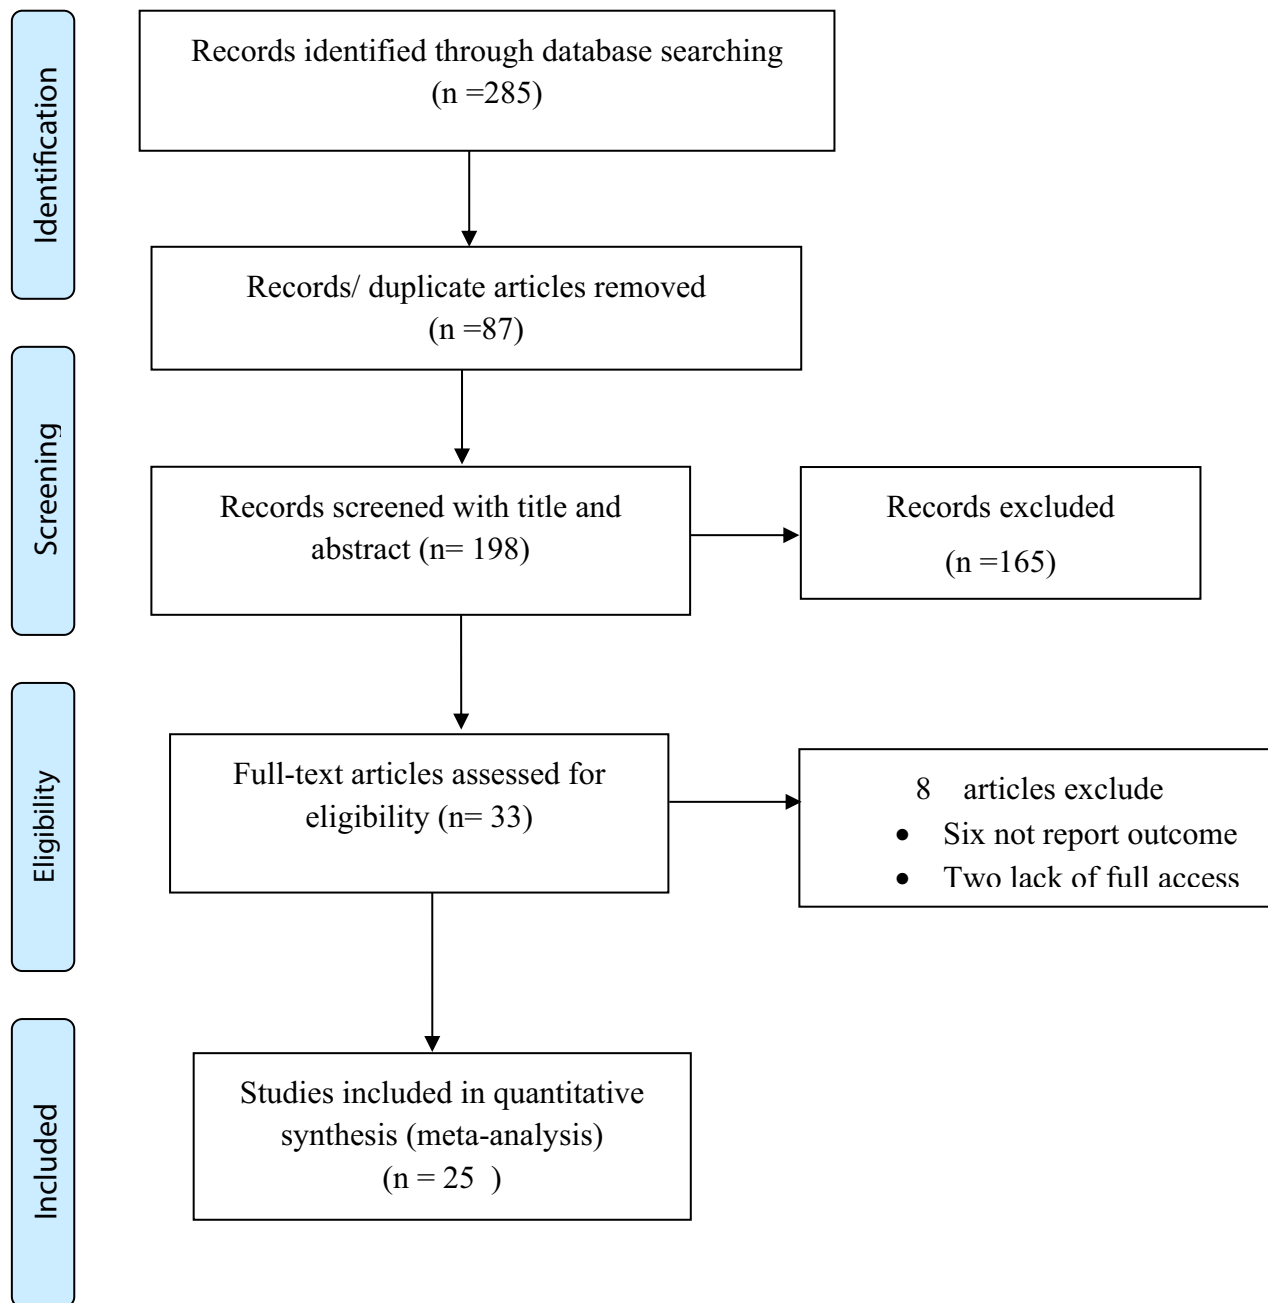 Identification
Records identified through database searching
(n =285)
Records/ duplicate articles removed
(n =87)
Screening
Records screened with title and
abstract (n= 198)
Records excluded
(n =165)
Eligibility
Full-text articles assessed for
eligibility (n= 33)
8 articles exclude
• Six not report outcome
• Two lack of full access
Included
Studies included in quantitative
synthesis (meta-analysis)
(n = 25 )